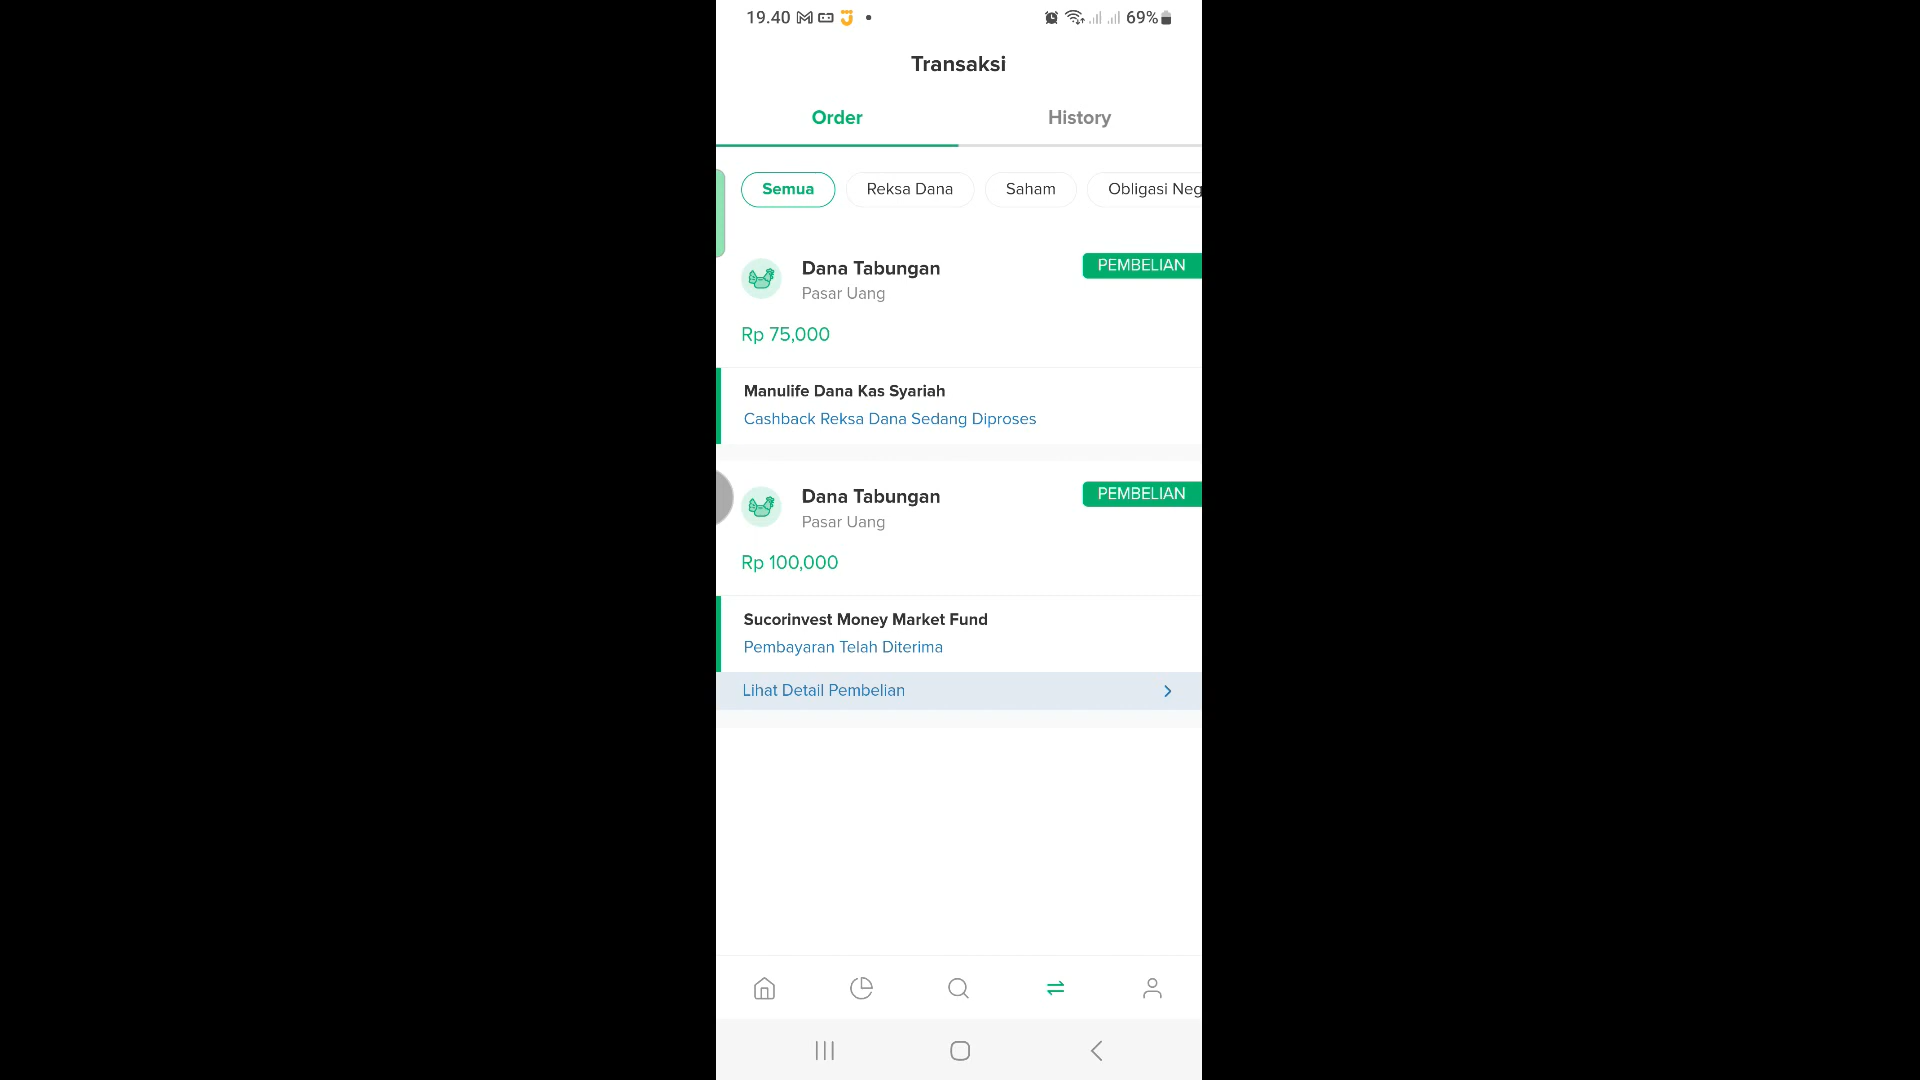 19.40 69%
Transaksi
Order History
Semua Reksa Dana Saham Obligasi Neg
Dana Tabungan PEMBELIAN
Pasar Uang
Rp 75,000
Manulife Dana Kas Syariah
Cashback Reksa Dana Sedang Diproses
Dana Tabungan PEMBELIAN
Pasar Uang
Rp 100,000
Sucorinvest Money Market Fund
Pembayaran Telah Diterima
Lihat Detail Pembelian